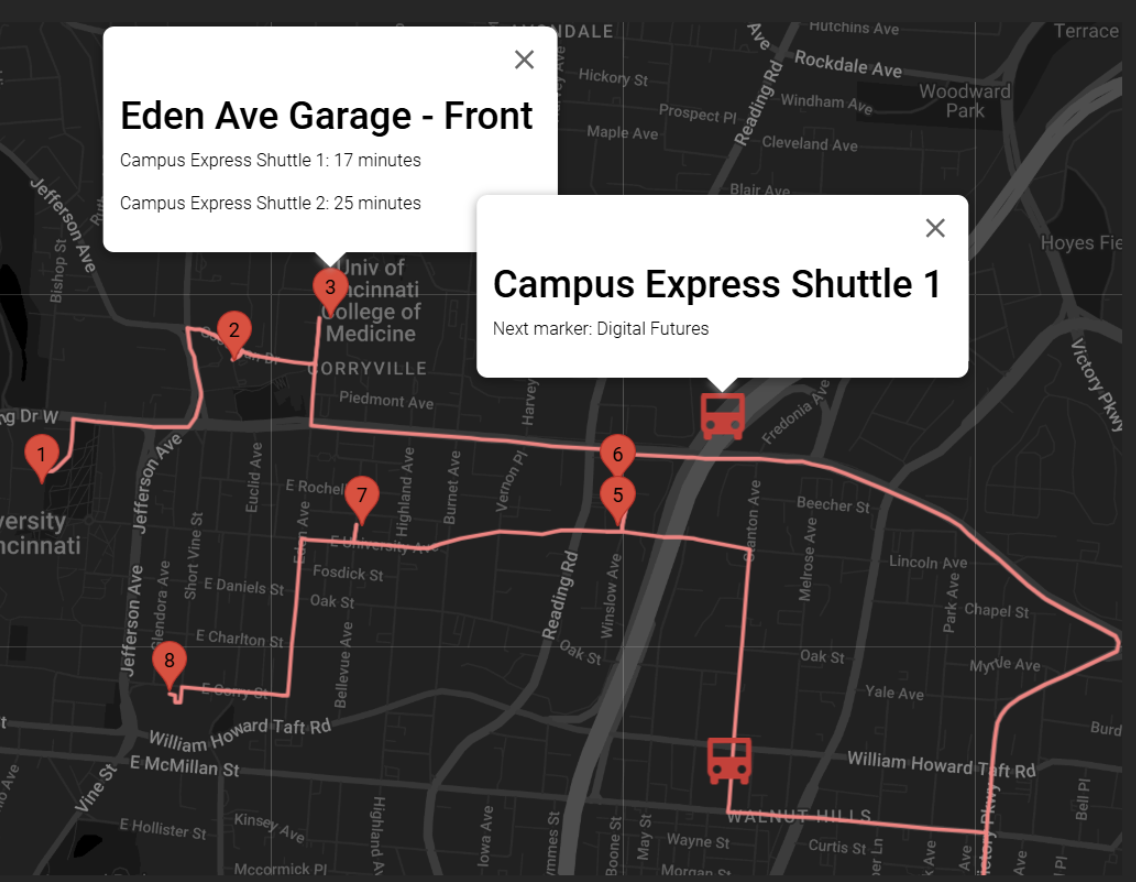 Hutchins Ave
Terrace
Ave
Rockdale Ave
Hickory St
Woodward
Park
Eden Ave Garage - Front
Windham Ave
Prospect Pl
Reading Rd
Maple Ave
Cleveland Ave
Campus Express Shuttle 1: 17 minutes
Blair Ave
Jefferson Ave
Campus Express Shuttle 2: 25 minutes
Hoyes Fie
Bishop St
Univ of
College of
Medicine
Campus Express Shuttle 1
3
Next marker: Digital Futures
2
CORRYVILLE
Victory Pkwy
Piedmont Ave
Harvey
Fredonia Ave
ng Dr W
1
6
Jefferson Ave
Euclid Ave
Highland Ave
Burnet Ave
Vernon Pl
E Rochel
7
5
Beecher St
versity
ncinnati
Short Vine St
Eden Ave
E University Ave
Stanton Ave
Melrose Ave
Lincoln Ave
Fosdick St
E Daniels St
Oak St
Reading Rd
Winslow Ave
Park Ave
Chapel St
Jefferson Ave
Glendora Ave
E Charlton St
Bellevue Ave
Oak St
Oak St
Myrtle Ave
8
E Corry St
Yale Ave
William Howard Taft Rd
Burd
E McMillan St
William Howard Taft Rd
Vine St
Bell Pl
WALNUT HILLS
E Hollister St
Kinsey Ave
Highland A
Iowa Ave
Boone St
May St
Wayne St
Curtis St
Victory Pkwy
Mccormick Pl
Morgan St